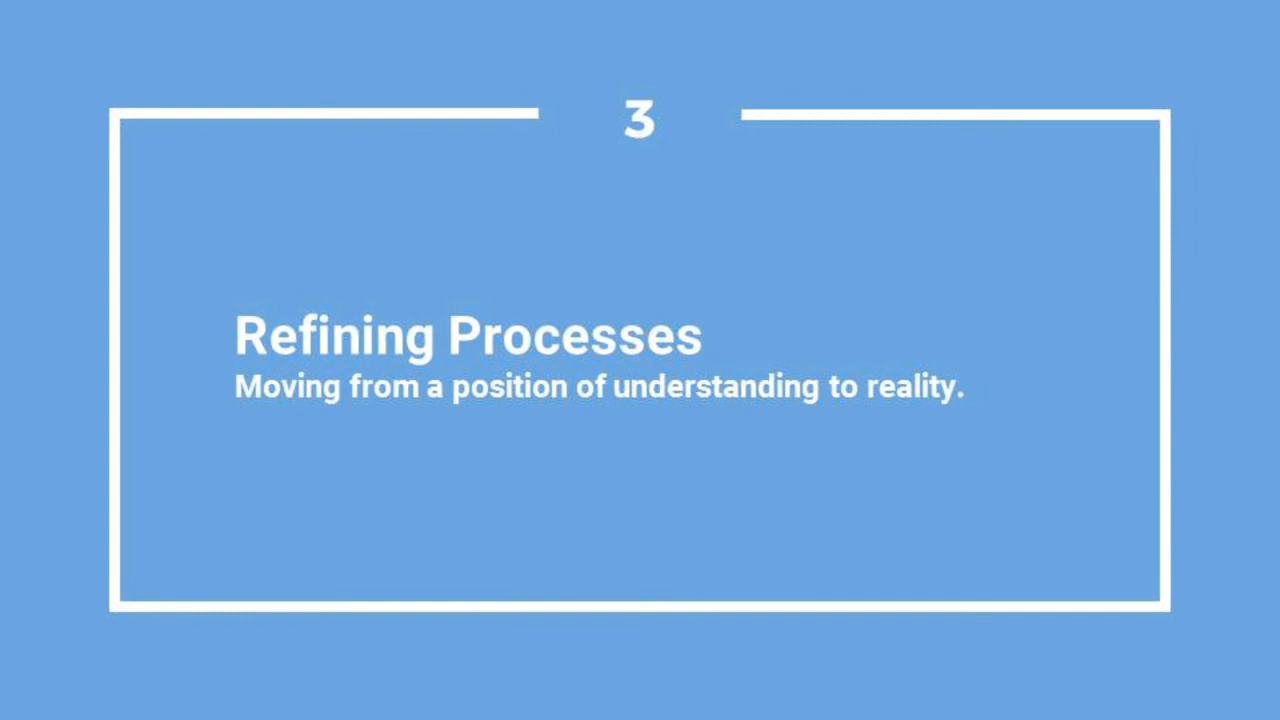 3
Refining Processes
Moving from a position of understanding to reality.